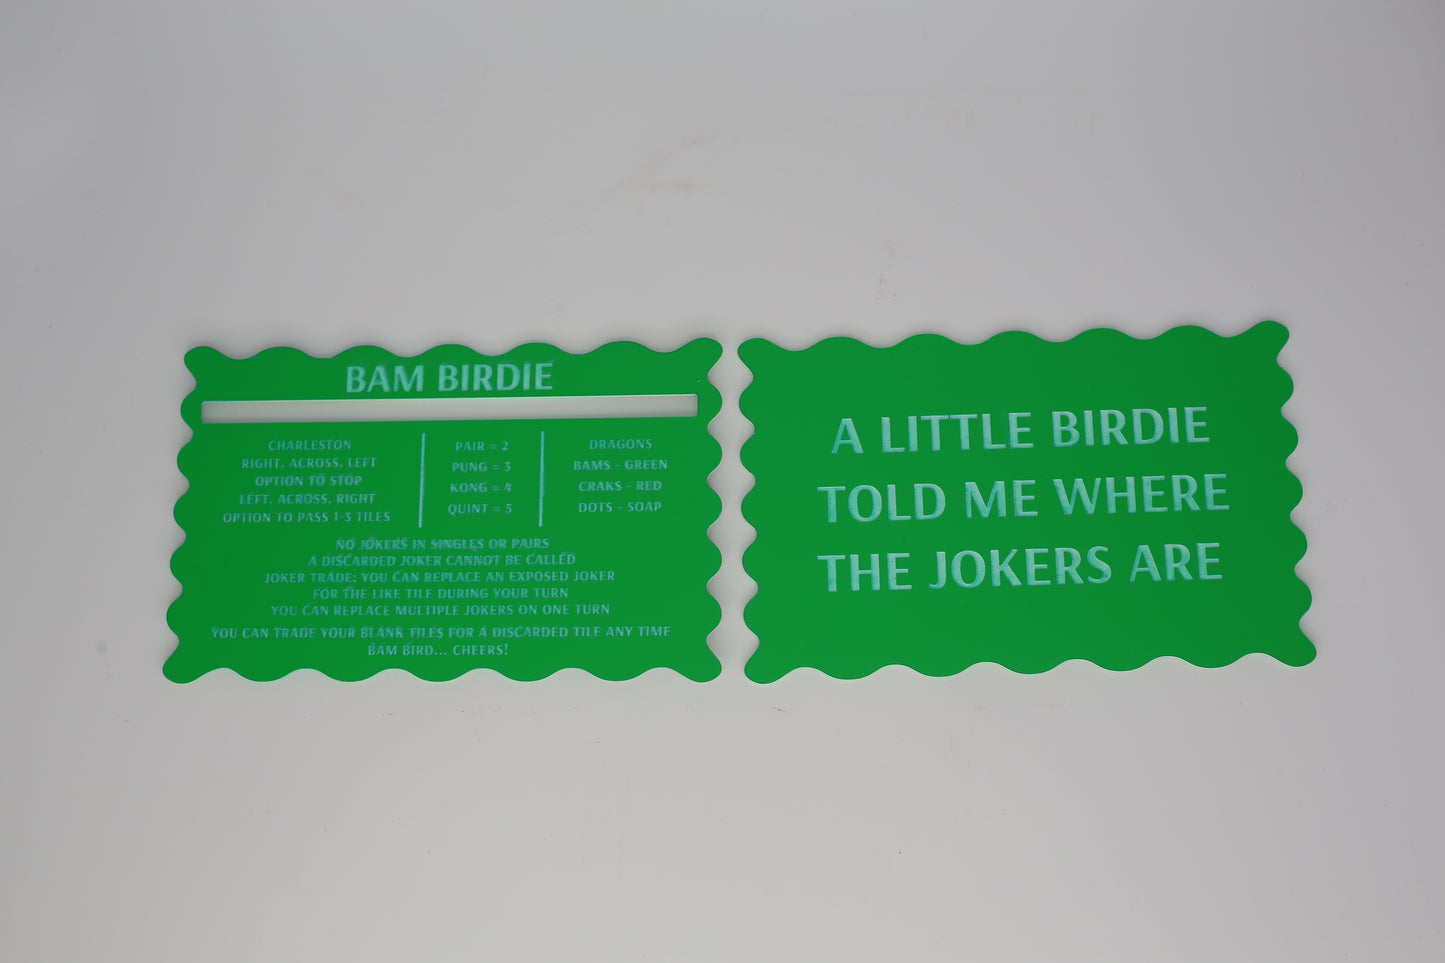 BAM BIRDIE
CHARLESTON
RIGHT, ACROSS, LEFT
OPTION TO STOP
LEFT, ACROSS, RIGHT
OPTION TO PASS 1-3 TILES
PAIR = 2
PUNG = 3
KONG = 4
QUINT = 5
DRAGONS
BAMS - GREEN
CRAKS - RED
DOTS - SOAP
NO JOKERS IN SINGLES OR PAIRS
A DISCARDED JOKER CANNOT BE CALLED
JOKER TRADE: YOU CAN REPLACE AN EXPOSED JOKER
FOR THE LIKE TILE DURING YOUR TURN
YOU CAN REPLACE MULTIPLE JOKERS ON ONE TURN
YOU CAN TRADE YOUR BLANK TILES FOR A DISCARDED TILE ANY TIME
BAM BIRD... CHEERS!
A LITTLE BIRDIE
TOLD ME WHERE
THE JOKERS ARE